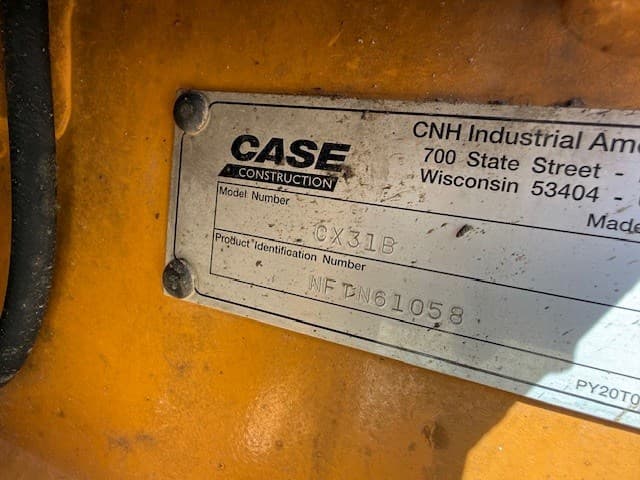 CASE
CONSTRUCTION
CNH Industrial Ame
700 State Street -
Wisconsin 53404 -
Made
Model Number
CX31B
Product Identification Number
NFTN61058
PY20T0